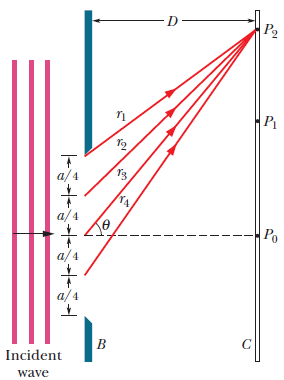 D
P₂
r₁
r₂
P₁
r₃
a/4
r₄
a/4
θ
P₀
a/4
a/4
B
C
Incident
wave